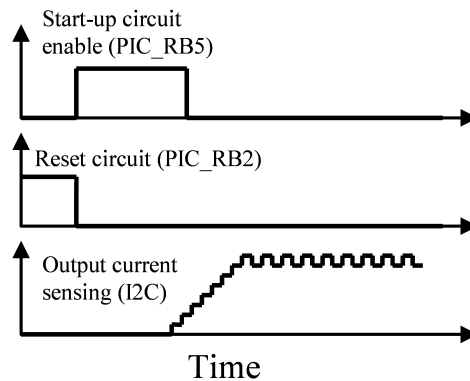 Start-up circuit
enable (PIC_RB5)
Reset circuit (PIC_RB2)
Output current
sensing (I2C)
Time